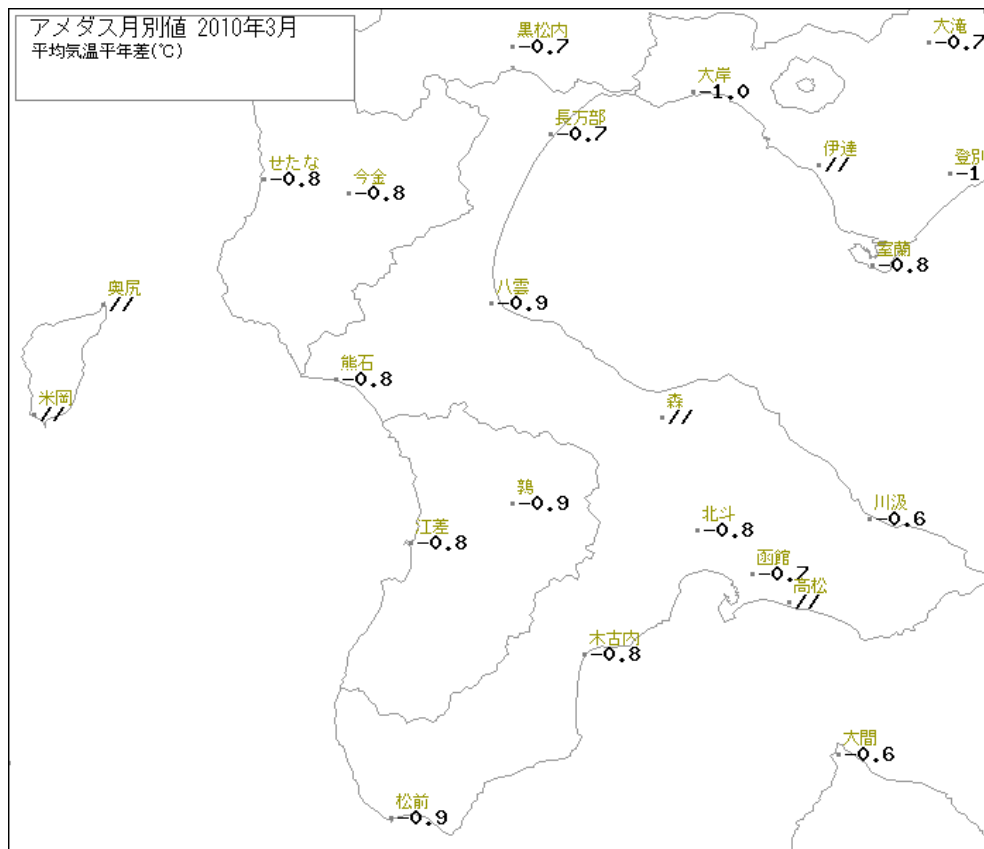 アメダス月別値 2010年3月
平均気温平年差(℃)
黒松内
-0.7
大滝
-0.7
大岸
-1.0
長万部
-0.7
伊達
//
登別
-1
せたな
-0.8
今金
-0.8
室蘭
-0.8
奥尻
//
八雲
-0.9
熊石
-0.8
米岡
//
森
//
鶉
-0.9
川汲
-0.6
北斗
-0.8
江差
-0.8
函館
-0.7
高松
//
木古内
-0.8
大間
-0.6
松前
-0.9